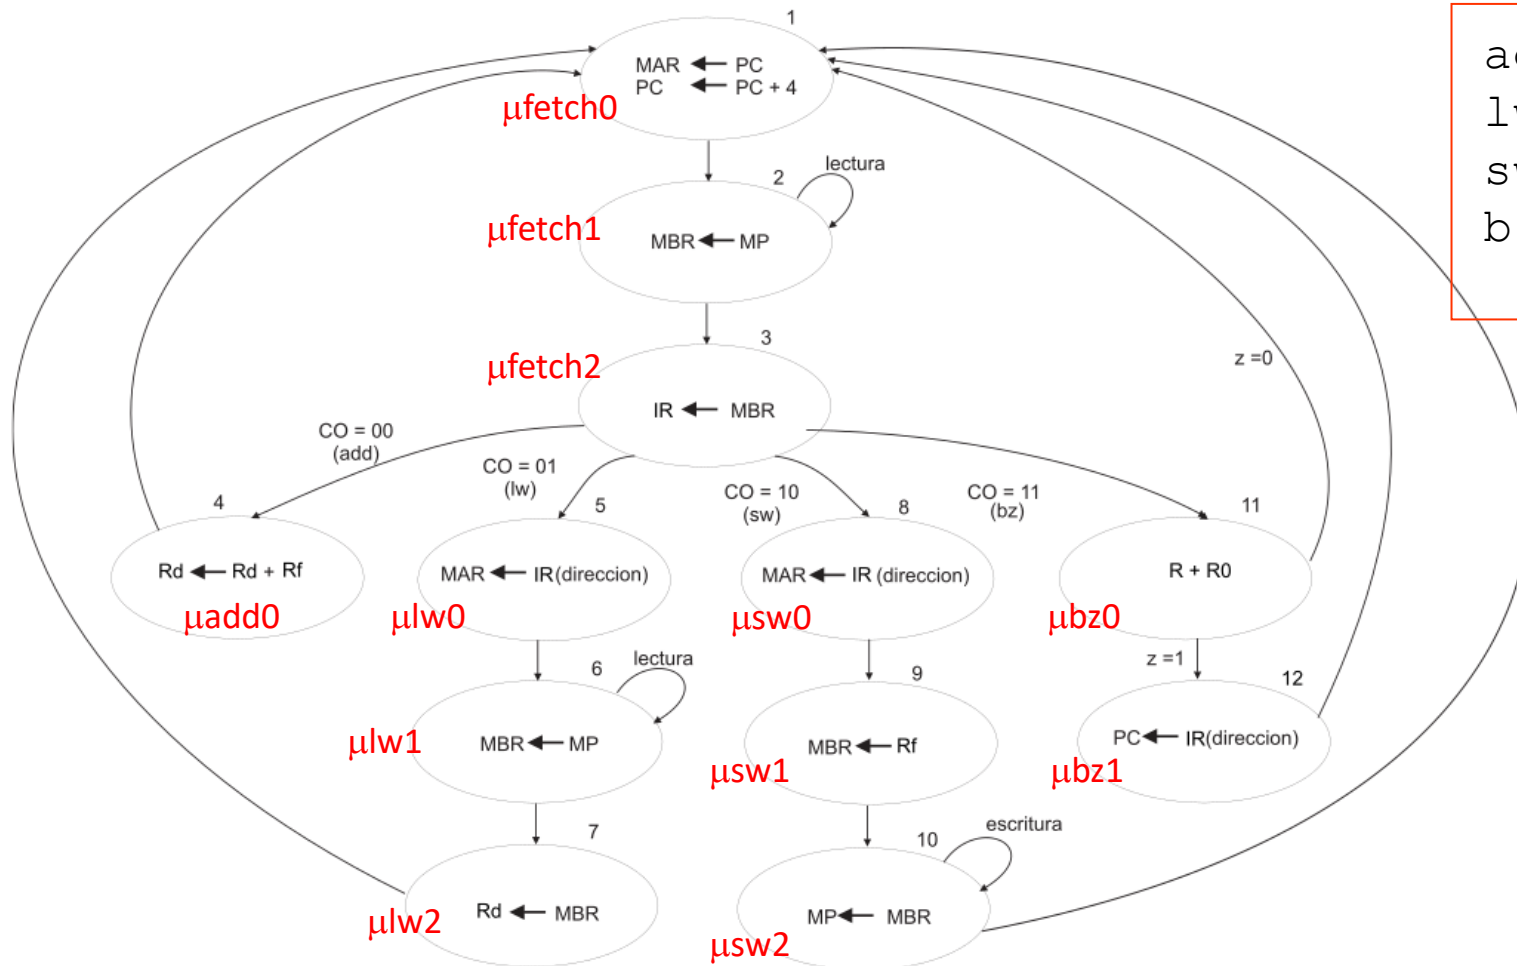 1
MAR ← PC
PC ← PC + 4
μfetch0
lectura
2
μfetch1
MBR ← MP
3
μfetch2
IR ← MBR
z =0
CO = 00
(add)
CO = 01
(lw)
CO = 10
(sw)
CO = 11
(bz)
4
Rd ← Rd + Rf
μadd0
5
MAR ← IR(direccion)
μlw0
8
MAR ← IR (direccion)
μsw0
11
R + R0
μbz0
z =1
6
lectura
MBR ← MP
μlw1
9
MBR ← Rf
μsw1
12
PC ← IR(direccion)
μbz1
7
Rd ← MBR
μlw2
10
escritura
MP ← MBR
μsw2
b